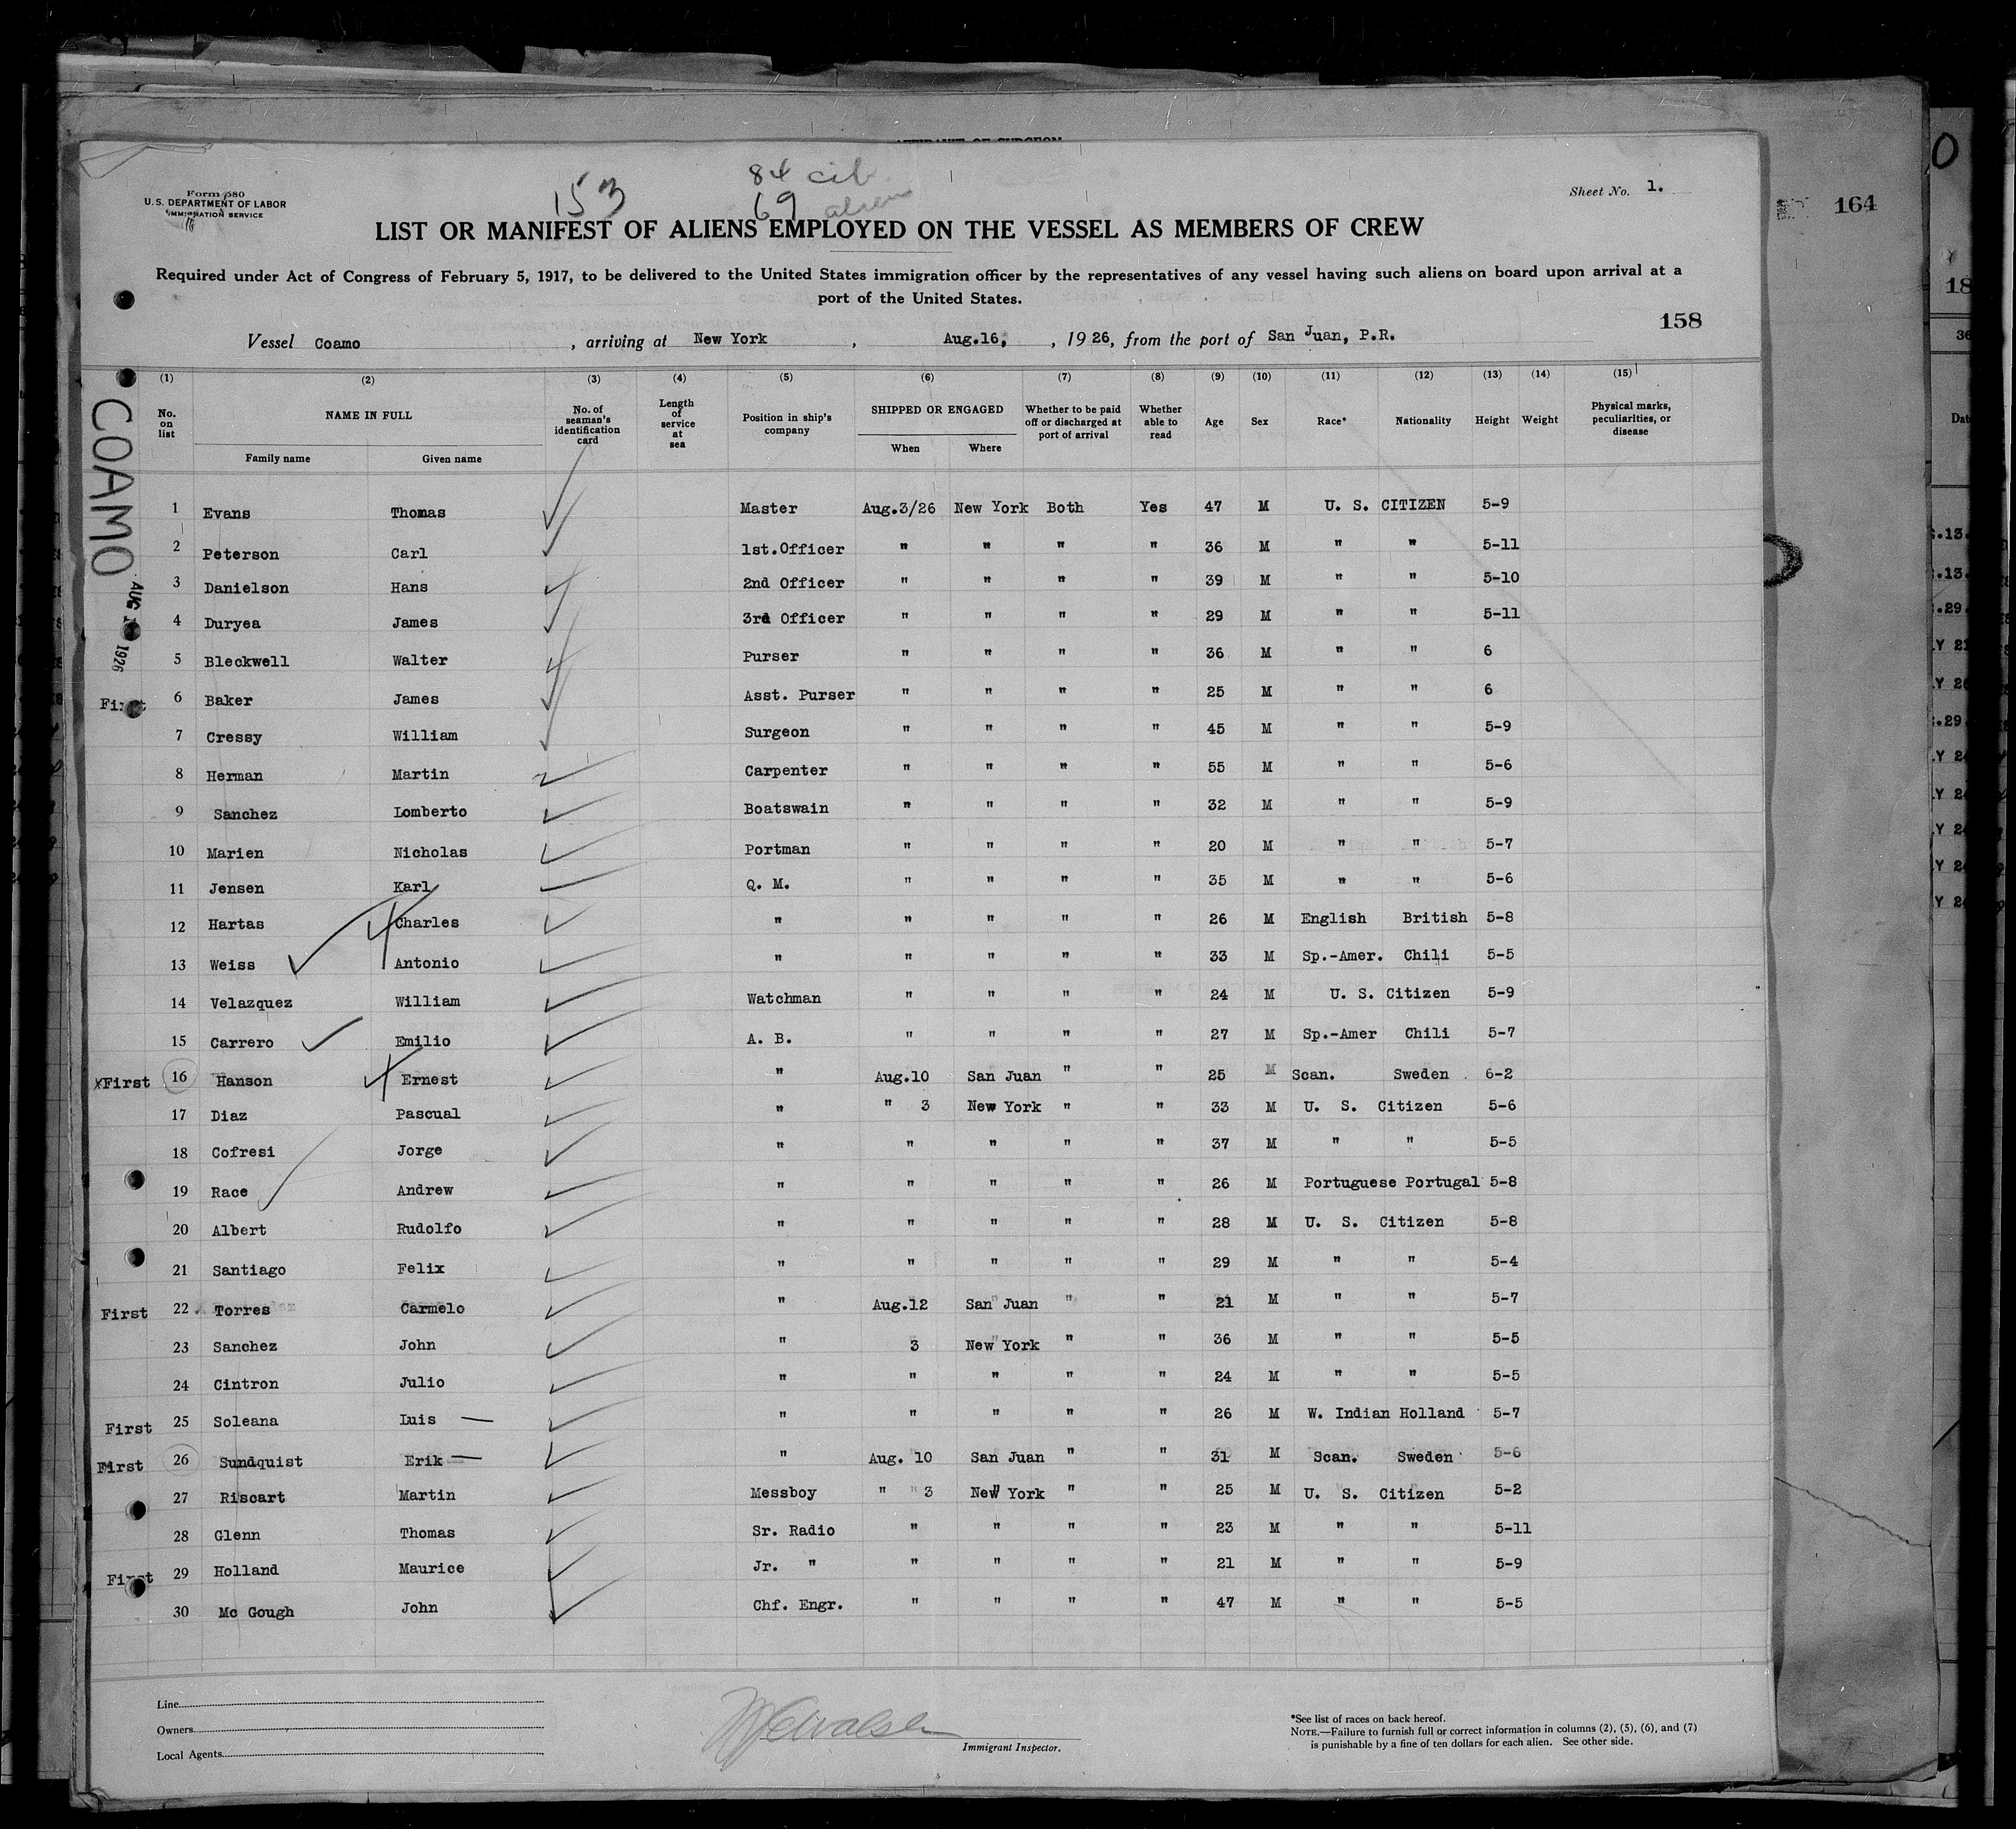 AFFIDAVIT OF SURGEON
153
84 cit
69 aliens
Form 680
U. S. DEPARTMENT OF LABOR
IMMIGRATION SERVICE
Sheet No. 1.
164
LIST OR MANIFEST OF ALIENS EMPLOYED ON THE VESSEL AS MEMBERS OF CREW
Required under Act of Congress of February 5, 1917, to be delivered to the United States immigration officer by the representatives of any vessel having such aliens on board upon arrival at a
port of the United States.
158
Vessel Coamo, arriving at New York, Aug.16, , 1926, from the port of San Juan, P.R.
(1) (2) (3) (4) (5) (6) (7) (8) (9) (10) (11) (12) (13) (14) (15)
No. on list NAME IN FULL Family name Given name No. of seaman's identification card Length of service at sea Position in ship's company SHIPPED OR ENGAGED When Where Whether to be paid off or discharged at port of arrival Whether able to read Age Sex Race* Nationality Height Weight Physical marks, peculiarities, or disease
COAMO
AUG 1926
1 Evans Thomas Master Aug.3/26 New York Both Yes 47 M U. S. CITIZEN 5-9
2 Peterson Carl 1st.Officer " " " " 36 M " " 5-11
3 Danielson Hans 2nd Officer " " " " 39 M " " 5-10
4 Duryea James 3rd Officer " " " " 29 M " " 5-11
5 Bleckwell Walter Purser " " " " 36 M " " 6
First 6 Baker James Asst. Purser " " " " 25 M " " 6
7 Cressy William Surgeon " " " " 45 M " " 5-9
8 Herman Martin Carpenter " " " " 55 M " " 5-6
9 Sanchez Lomberto Boatswain " " " " 32 M " " 5-9
10 Marien Nicholas Portman " " " " 20 M " " 5-7
11 Jensen Karl Q. M. " " " " 35 M " " 5-6
12 Hartas Charles " " " " " 26 M English British 5-8
13 Weiss Antonio " " " " " 33 M Sp.-Amer. Chili 5-5
14 Velazquez William Watchman " " " " 24 M U. S. Citizen 5-9
15 Carrero Emilio A. B. " " " " 27 M Sp.-Amer Chili 5-7
xFirst 16 Hanson Ernest " Aug.10 San Juan " " 25 M Scan. Sweden 6-2
17 Diaz Pascual " " 3 New York " " 33 M U. S. Citizen 5-6
18 Cofresi Jorge " " " " " 37 M " " 5-5
19 Race Andrew " " " " " 26 M Portuguese Portugal 5-8
20 Albert Rudolfo " " " " " 28 M U. S. Citizen 5-8
21 Santiago Felix " " " " " 29 M " " 5-4
First 22 Torres Carmelo " Aug.12 San Juan " " 21 M " " 5-7
23 Sanchez John " 3 New York " " 36 M " " 5-5
24 Cintron Julio " " " " " 24 M " " 5-5
First 25 Soleana Luis — " " " " " 26 M W. Indian Holland 5-7
First 26 Sundquist Erik — " Aug. 10 San Juan " " 31 M Scan. Sweden 5-6
27 Riscart Martin Messboy " 3 New York " " 25 M U. S. Citizen 5-2
28 Glenn Thomas Sr. Radio " " " " 23 M " " 5-11
First 29 Holland Maurice Jr. " " " " " 21 M " " 5-9
30 Mc Gough John Chf. Engr. " " " " 47 M " " 5-5
Line
Owners
Local Agents
Immigrant Inspector.
*See list of races on back hereof.
NOTE.—Failure to furnish full or correct information in columns (2), (5), (6), and (7)
is punishable by a fine of ten dollars for each alien. See other side.